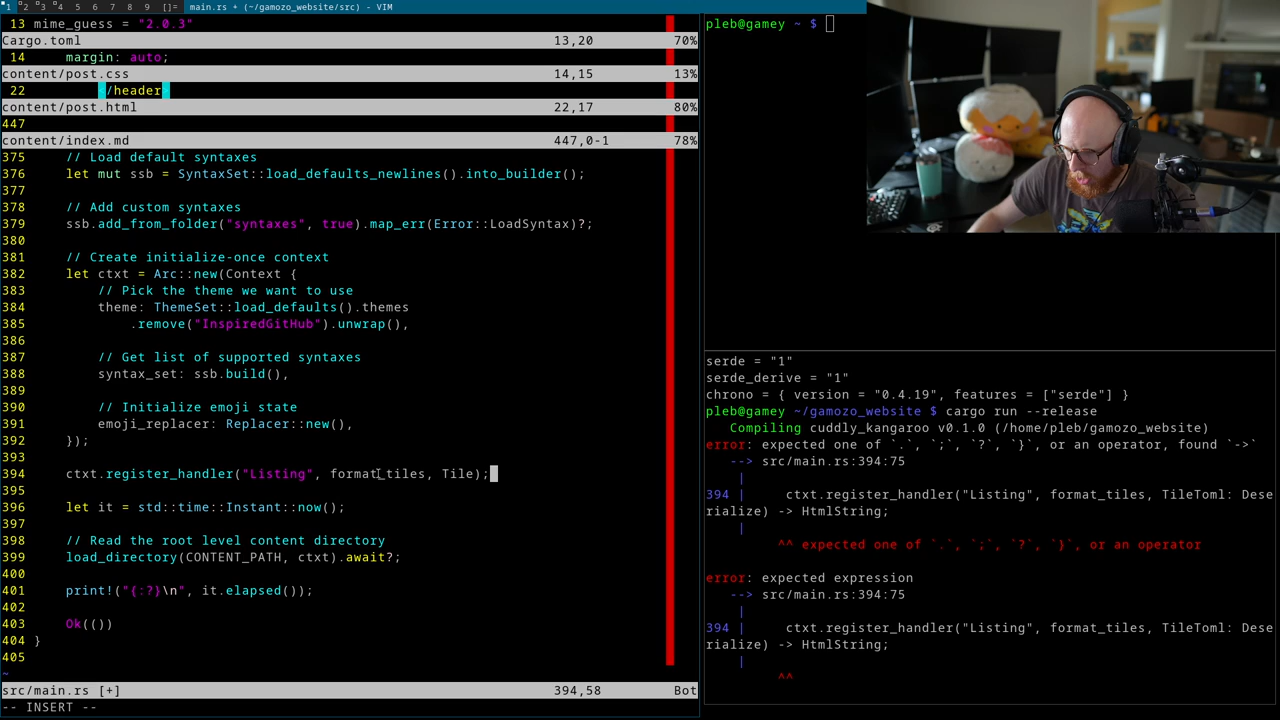 1 2 3 4 5 6 7 8 9 []= main.rs + (~/gamozo_website/src) - VIM
13 mime_guess = "2.0.3"
Cargo.toml 13,20 70%
14 margin: auto;
content/post.css 14,15 13%
22 </header>
content/post.html 22,17 80%
447
content/index.md 447,0-1 78%
375 // Load default syntaxes
376 let mut ssb = SyntaxSet::load_defaults_newlines().into_builder();
377
378 // Add custom syntaxes
379 ssb.add_from_folder("syntaxes", true).map_err(Error::LoadSyntax)?;
380
381 // Create initialize-once context
382 let ctxt = Arc::new(Context {
383 // Pick the theme we want to use
384 theme: ThemeSet::load_defaults().themes
385 .remove("InspiredGitHub").unwrap(),
386
387 // Get list of supported syntaxes
388 syntax_set: ssb.build(),
389
390 // Initialize emoji state
391 emoji_replacer: Replacer::new(),
392 });
393
394 ctxt.register_handler("Listing", format_tiles, Tile);
395
396 let it = std::time::Instant::now();
397
398 // Read the root level content directory
399 load_directory(CONTENT_PATH, ctxt).await?;
400
401 print!("{:?}\n", it.elapsed());
402
403 Ok(())
404 }
405
~
src/main.rs [+] 394,58 Bot
-- INSERT --
pleb@gamey ~ $
serde = "1"
serde_derive = "1"
chrono = { version = "0.4.19", features = ["serde"] }
pleb@gamey ~/gamozo_website $ cargo run --release
Compiling cuddly_kangaroo v0.1.0 (/home/pleb/gamozo_website)
error: expected one of `.`, `;`, `?`, `}`, or an operator, found `->`
--> src/main.rs:394:75
|
394 | ctxt.register_handler("Listing", format_tiles, TileToml: Dese
rialize) -> HtmlString;
|
^^ expected one of `.`, `;`, `?`, `}`, or an operator
error: expected expression
--> src/main.rs:394:75
|
394 | ctxt.register_handler("Listing", format_tiles, TileToml: Dese
rialize) -> HtmlString;
|
^^